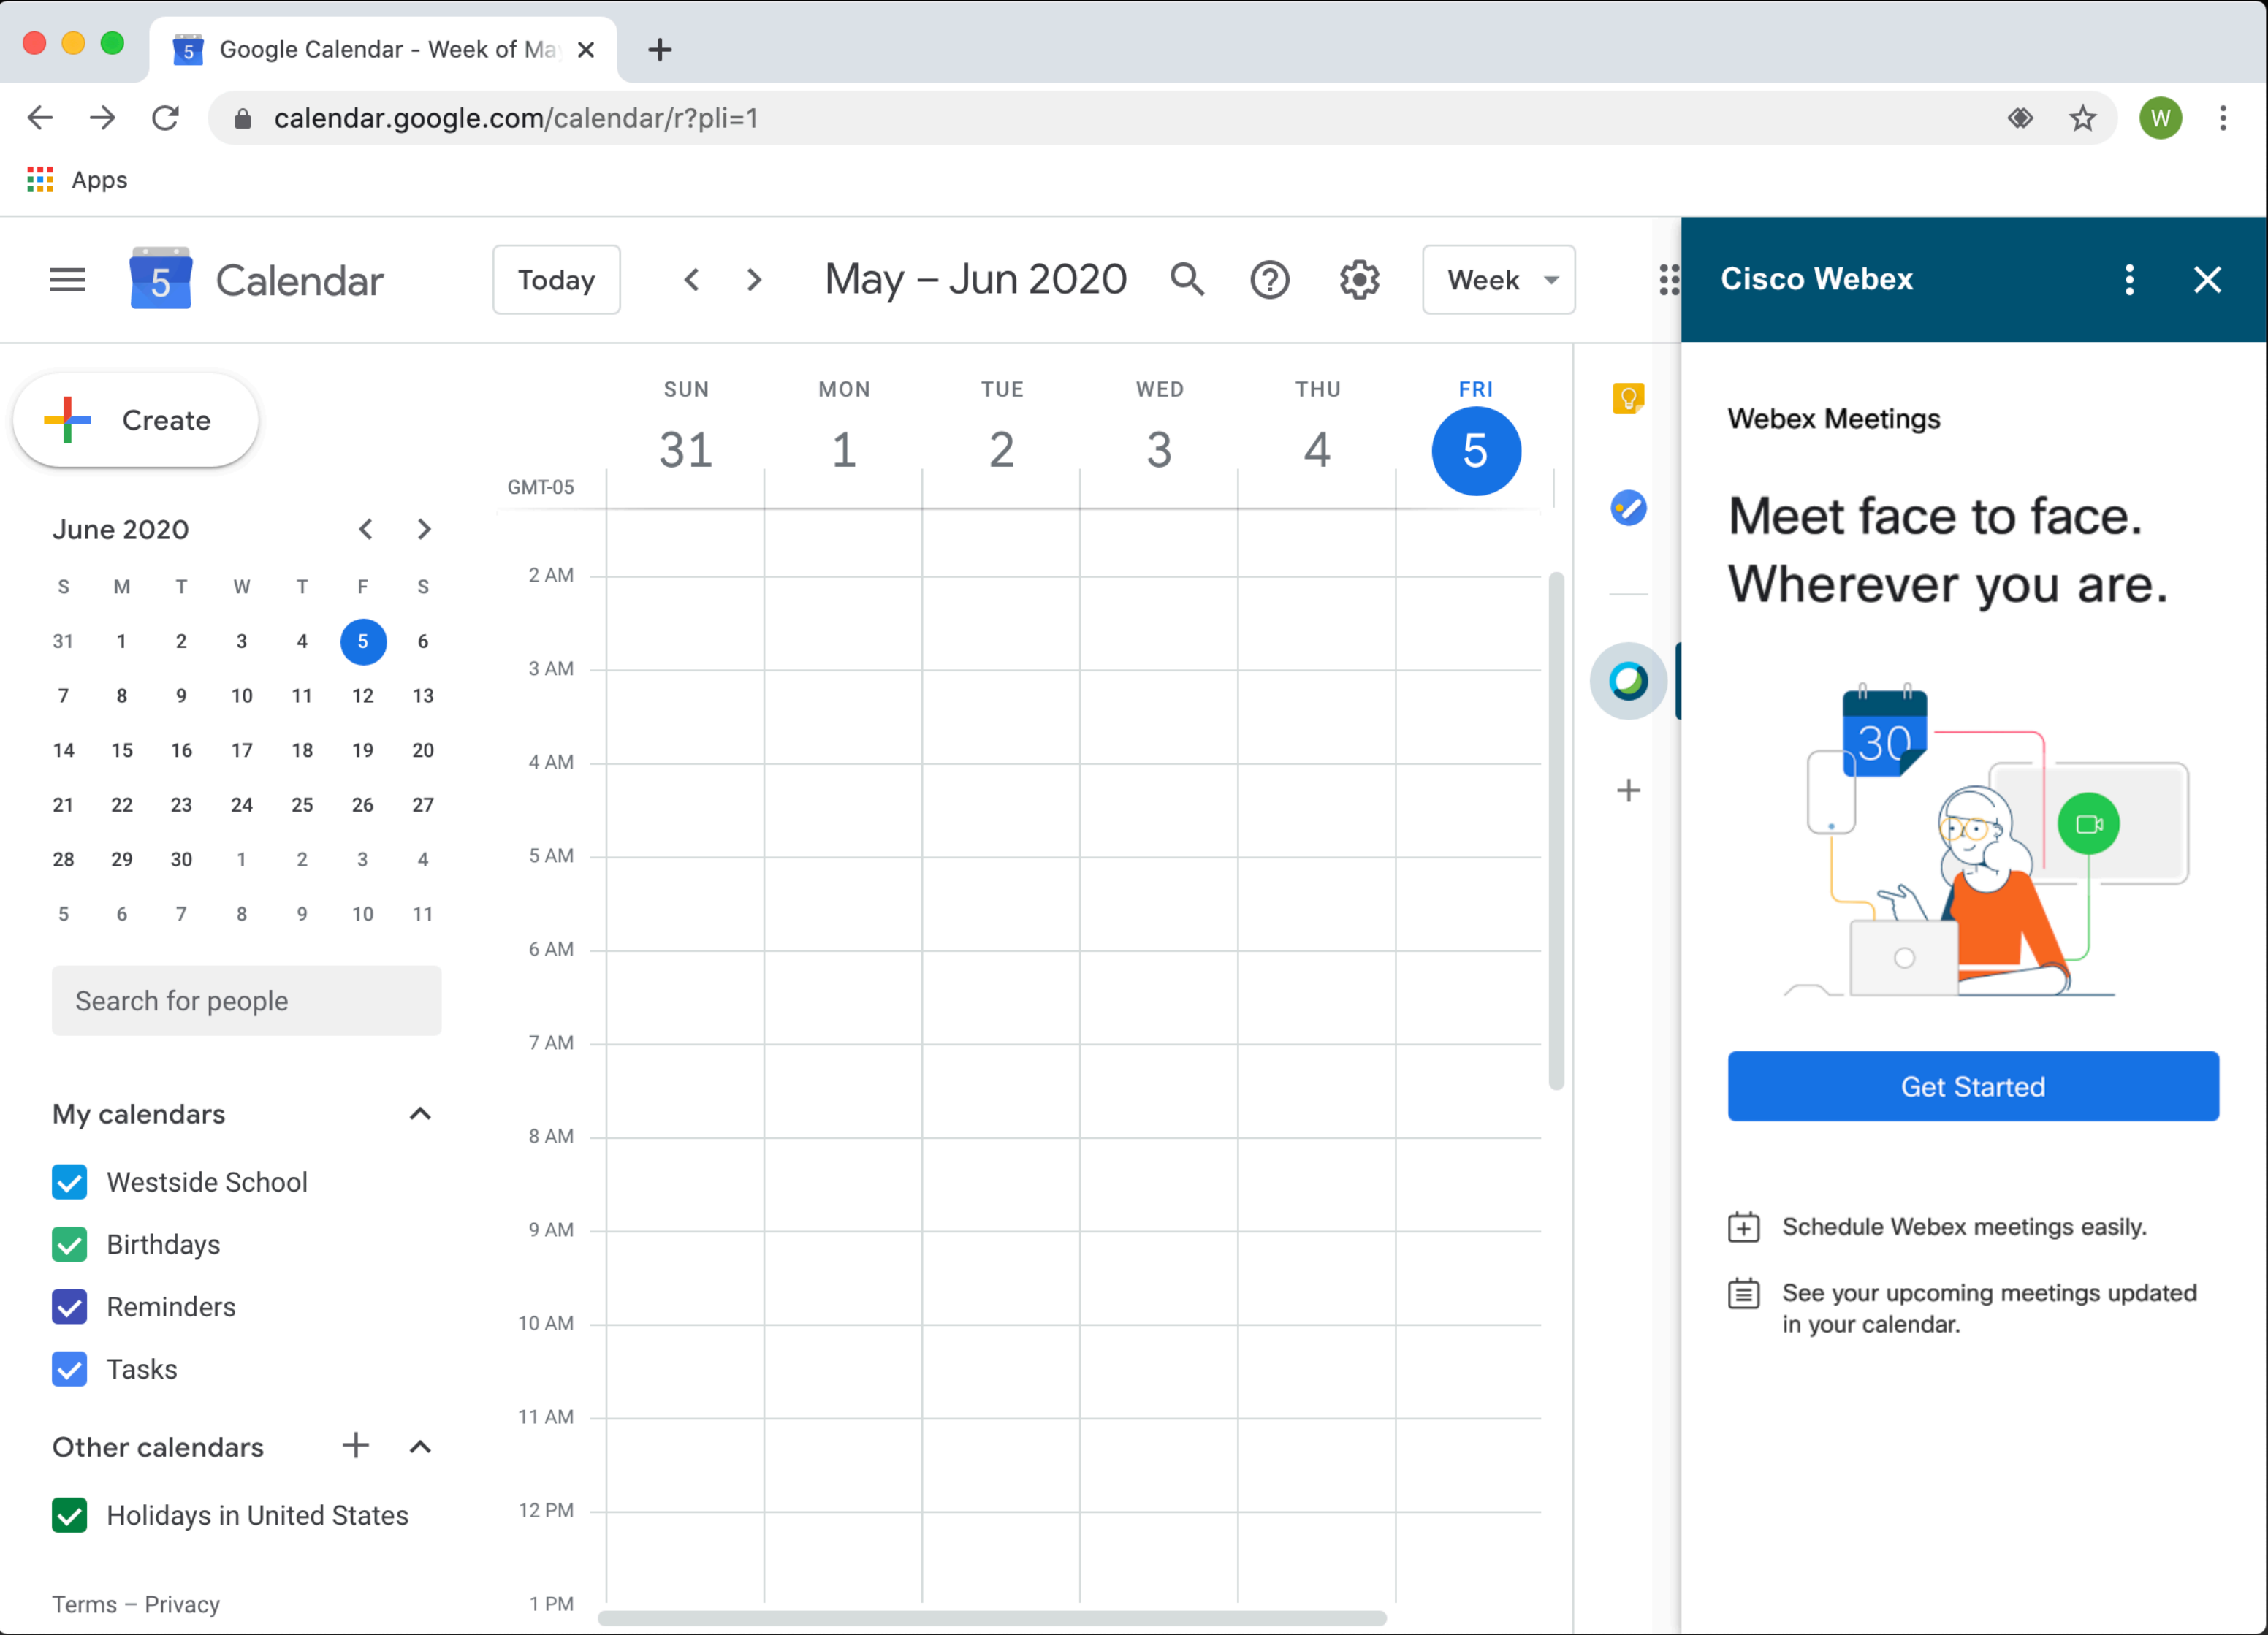 5 Google Calendar - Week of Ma
calendar.google.com/calendar/r?pli=1
W
Apps
5 Calendar
Today
May – Jun 2020
Week
Cisco Webex
Create
SUN MON TUE WED THU FRI
31 1 2 3 4 5
GMT-05
June 2020
S M T W T F S
31 1 2 3 4 5 6
7 8 9 10 11 12 13
14 15 16 17 18 19 20
21 22 23 24 25 26 27
28 29 30 1 2 3 4
5 6 7 8 9 10 11
Search for people
My calendars
Westside School
Birthdays
Reminders
Tasks
Other calendars
Holidays in United States
Terms – Privacy
2 AM
3 AM
4 AM
5 AM
6 AM
7 AM
8 AM
9 AM
10 AM
11 AM
12 PM
1 PM
Webex Meetings
Meet face to face.
Wherever you are.
30
Get Started
Schedule Webex meetings easily.
See your upcoming meetings updated
in your calendar.